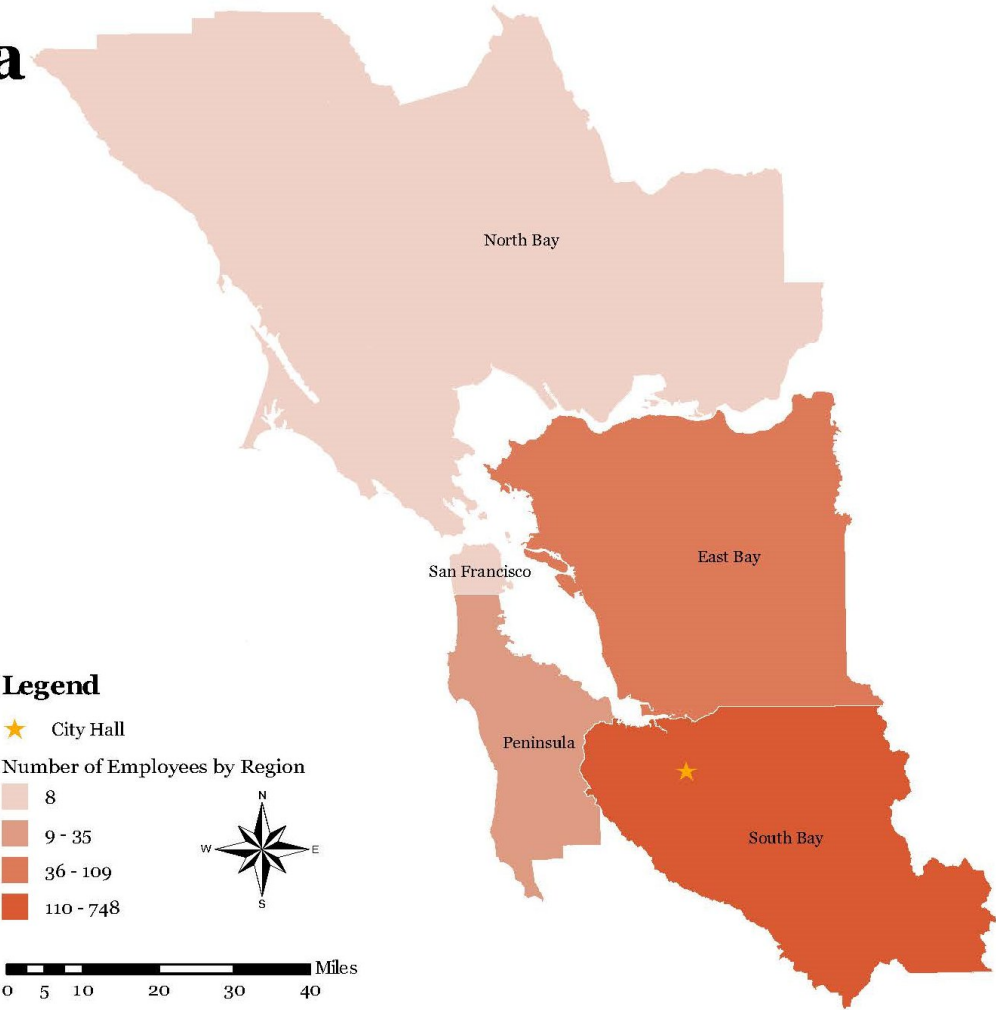 a
North Bay
San Francisco
East Bay
Peninsula
South Bay
Legend
City Hall
Number of Employees by Region
8
9 - 35
36 - 109
110 - 748
N
W E
S
Miles
0 5 10 20 30 40